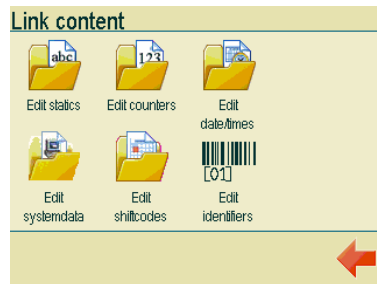 Link content
abc
123
Edit statics
Edit counters
Edit
date/times
[01]
Edit
systemdata
Edit
shiftcodes
Edit
identifiers